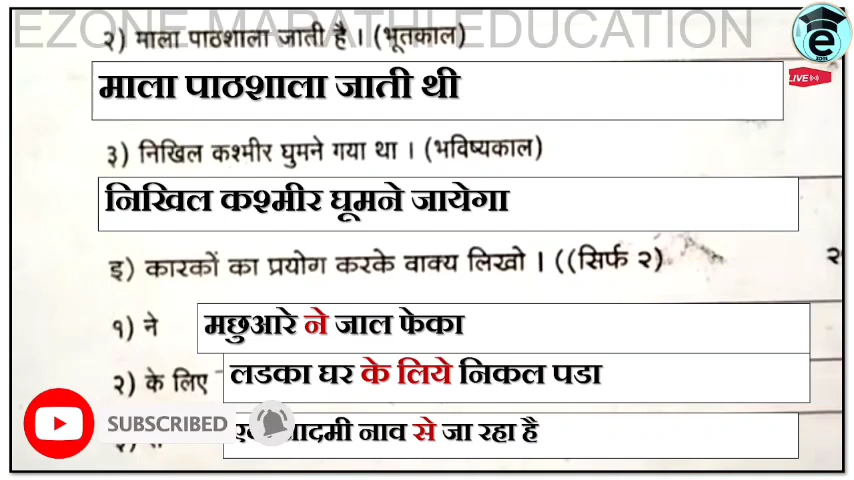 EZONE MARATHI EDUCATION
२) माला पाठशाला जाती है । (भूतकाल)
e
LIVE
माला पाठशाला जाती थी
३) निखिल कश्मीर घुमने गया था । (भविष्यकाल)
निखिल कश्मीर घूमने जायेगा
इ) कारकों का प्रयोग करके वाक्य लिखो । ((सिर्फ २) २
१) ने मछुआरे ने जाल फेका
२) के लिए लडका घर के लिये निकल पडा
SUBSCRIBED
नाव से जा रहा है